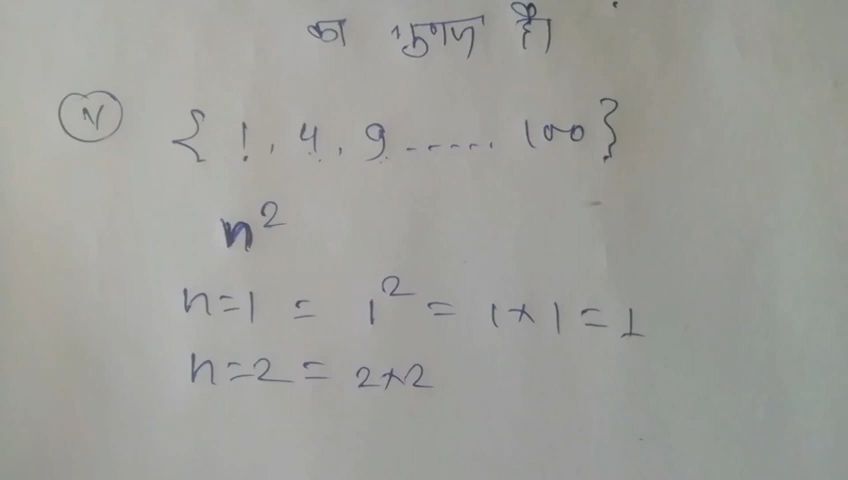 का गुणज है।
(v) {1, 4, 9 ...... 100}
n²
n=1 = 1² = 1×1=1
n=2 = 2×2